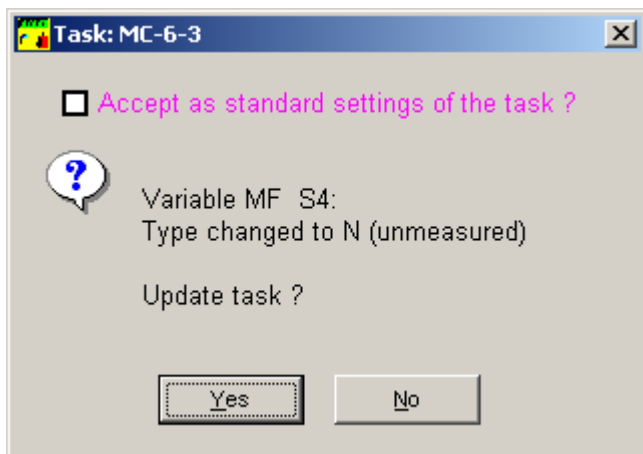 Task: MC-6-3
Accept as standard settings of the task ?
Variable MF S4:
Type changed to N (unmeasured)
Update task ?
Yes
No